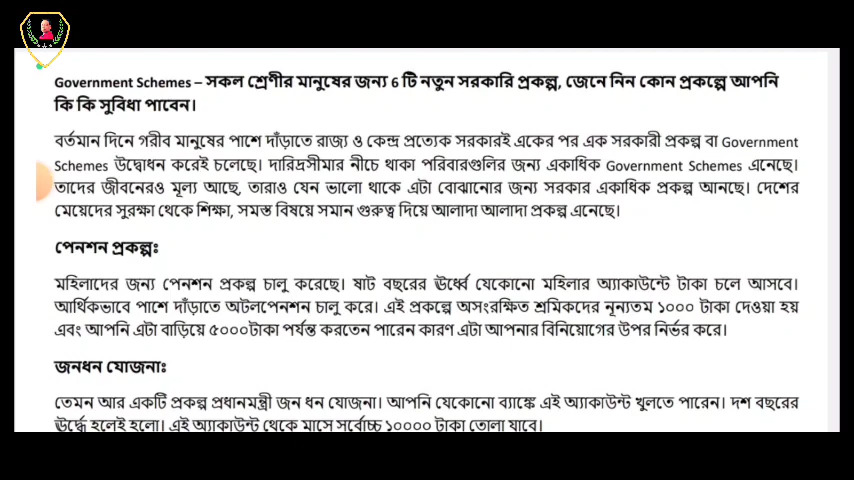 Government Schemes – সকল শ্রেণীর মানুষের জন্য 6 টি নতুন সরকারি প্রকল্প, জেনে নিন কোন প্রকল্পে আপনি
কি কি সুবিধা পাবেন।
বর্তমান দিনে গরীব মানুষের পাশে দাঁড়াতে রাজ্য ও কেন্দ্র প্রত্যেক সরকারই একের পর এক সরকারী প্রকল্প বা Government
Schemes উদ্বোধন করেই চলেছে। দারিদ্রসীমার নীচে থাকা পরিবারগুলির জন্য একাধিক Government Schemes এনেছে।
তাদের জীবনেরও মূল্য আছে, তারাও যেন ভালো থাকে এটা বোঝানোর জন্য সরকার একাধিক প্রকল্প আনছে। দেশের
মেয়েদের সুরক্ষা থেকে শিক্ষা, সমস্ত বিষয়ে সমান গুরুত্ব দিয়ে আলাদা আলাদা প্রকল্প এনেছে।
পেনশন প্রকল্পঃ
মহিলাদের জন্য পেনশন প্রকল্প চালু করেছে। ষাট বছরের ঊর্ধ্বে যেকোনো মহিলার অ্যাকাউন্টে টাকা চলে আসবে।
আর্থিকভাবে পাশে দাঁড়াতে অটলপেনশন চালু করে। এই প্রকল্পে অসংরক্ষিত শ্রমিকদের নূন্যতম ১০০০ টাকা দেওয়া হয়
এবং আপনি এটা বাড়িয়ে ৫০০০টাকা পর্যন্ত করতেন পারেন কারণ এটা আপনার বিনিয়োগের উপর নির্ভর করে।
জনধন যোজনাঃ
তেমন আর একটি প্রকল্প প্রধানমন্ত্রী জন ধন যোজনা। আপনি যেকোনো ব্যাঙ্কে এই অ্যাকাউন্ট খুলতে পারেন। দশ বছরের
ঊর্দ্ধে হলেই হলো। এই অ্যাকাউন্ট থেকে মাসে সর্বোচ্চ ১০০০০ টাকা তোলা যাবে।